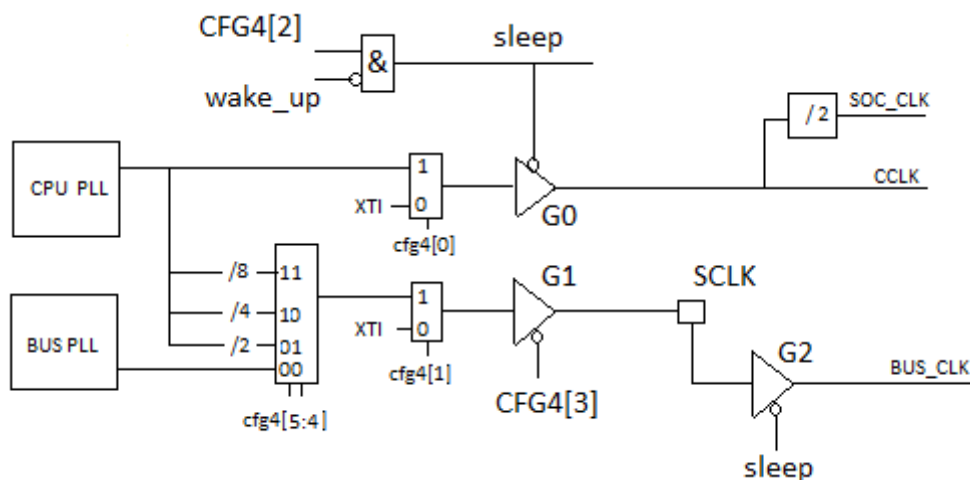 CFG4[2]
&
sleep
wake_up
/ 2
SOC_CLK
CPU PLL
1
XTI
0
cfg4[0]
G0
CCLK
/8
11
/4
10
/2
01
00
cfg4[5:4]
BUS PLL
1
XTI
0
cfg4[1]
G1
CFG4[3]
SCLK
G2
BUS_CLK
sleep